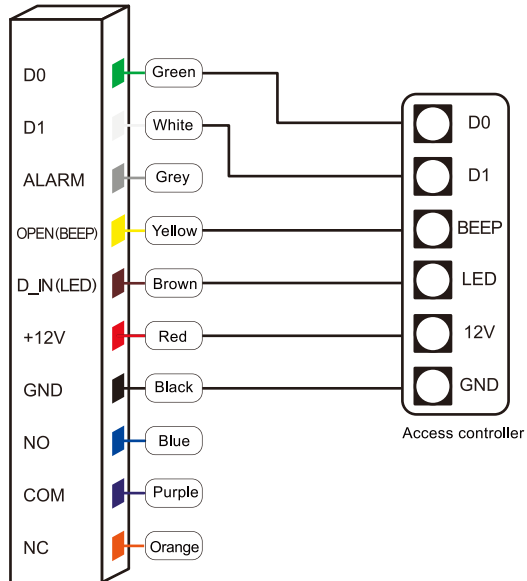 D0 Green
D1 White
ALARM Grey
OPEN(BEEP) Yellow
D_IN(LED) Brown
+12V Red
GND Black
NO Blue
COM Purple
NC Orange
D0
D1
BEEP
LED
12V
GND
Access controller